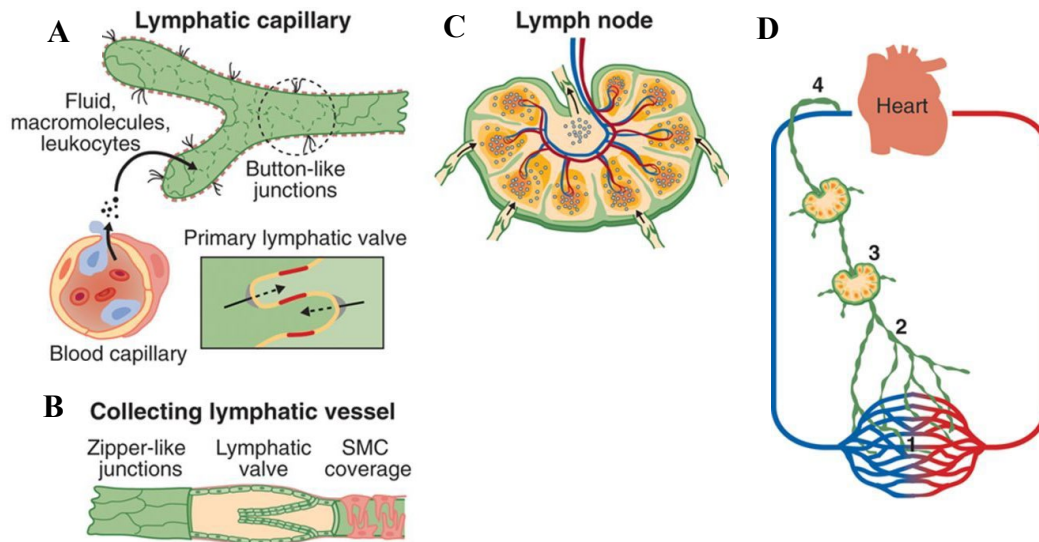 A
Lymphatic capillary
Fluid,
macromolecules,
leukocytes
Button-like
junctions
Primary lymphatic valve
Blood capillary
B
Collecting lymphatic vessel
Zipper-like
junctions
Lymphatic
valve
SMC
coverage
C
Lymph node
D
4
Heart
3
2
1